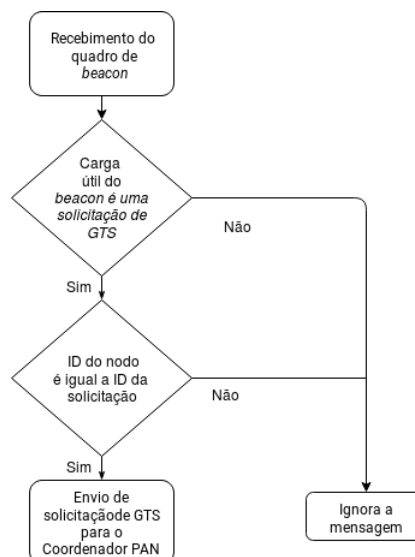 Recebimento do
quadro de
beacon
Carga
útil do
beacon é uma
solicitação de
GTS
Não
Sim
ID do nodo
é igual a ID da
solicitação
Não
Sim
Envio de
solicitaçãode GTS
para o
Coordenador PAN
Ignora a
mensagem